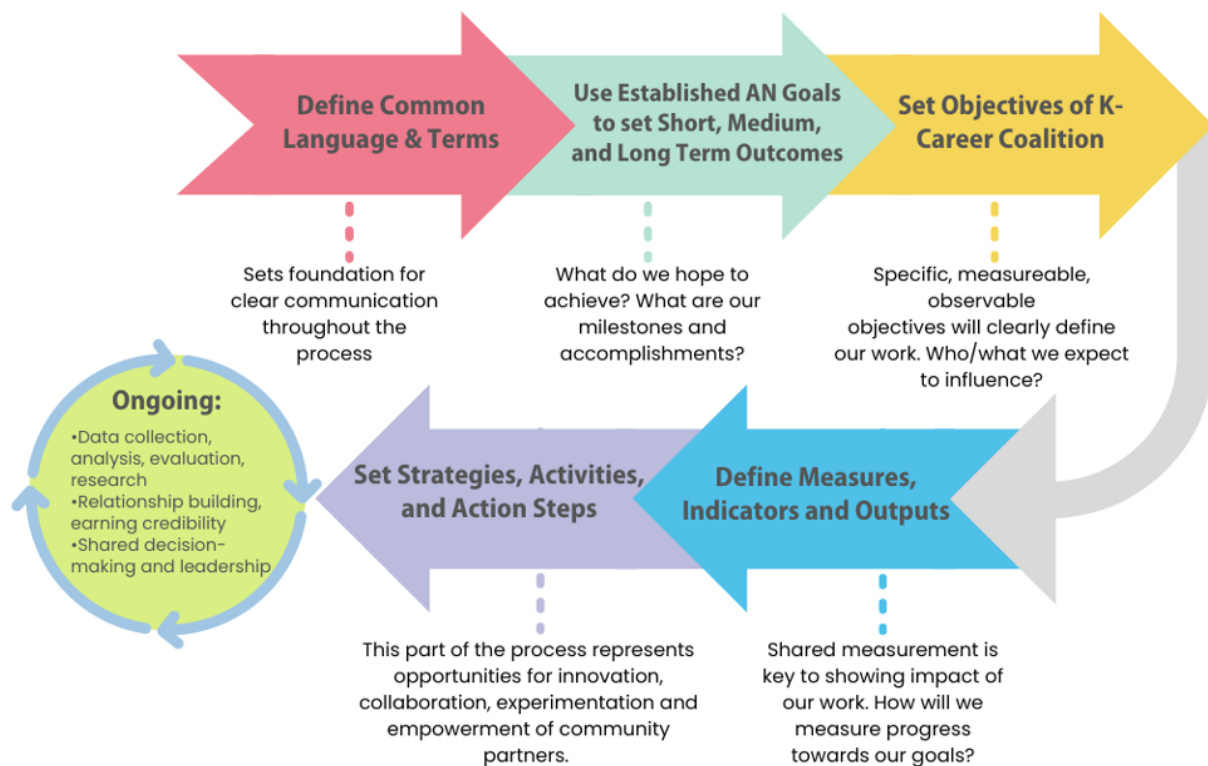 Define Common
Language & Terms
Use Established AN Goals
to set Short, Medium,
and Long Term Outcomes
Set Objectives of K-
Career Coalition
Sets foundation for
clear communication
throughout the
process
What do we hope to
achieve? What are our
milestones and
accomplishments?
Specific, measureable,
observable
objectives will clearly define
our work. Who/what we expect
to influence?
Define Measures,
Indicators and Outputs
Shared measurement is
key to showing impact of
our work. How will we
measure progress
towards our goals?
Set Strategies, Activities,
and Action Steps
This part of the process represents
opportunities for innovation,
collaboration, experimentation and
empowerment of community
partners.
Ongoing:
•Data collection,
analysis, evaluation,
research
•Relationship building,
earning credibility
•Shared decision-
making and leadership